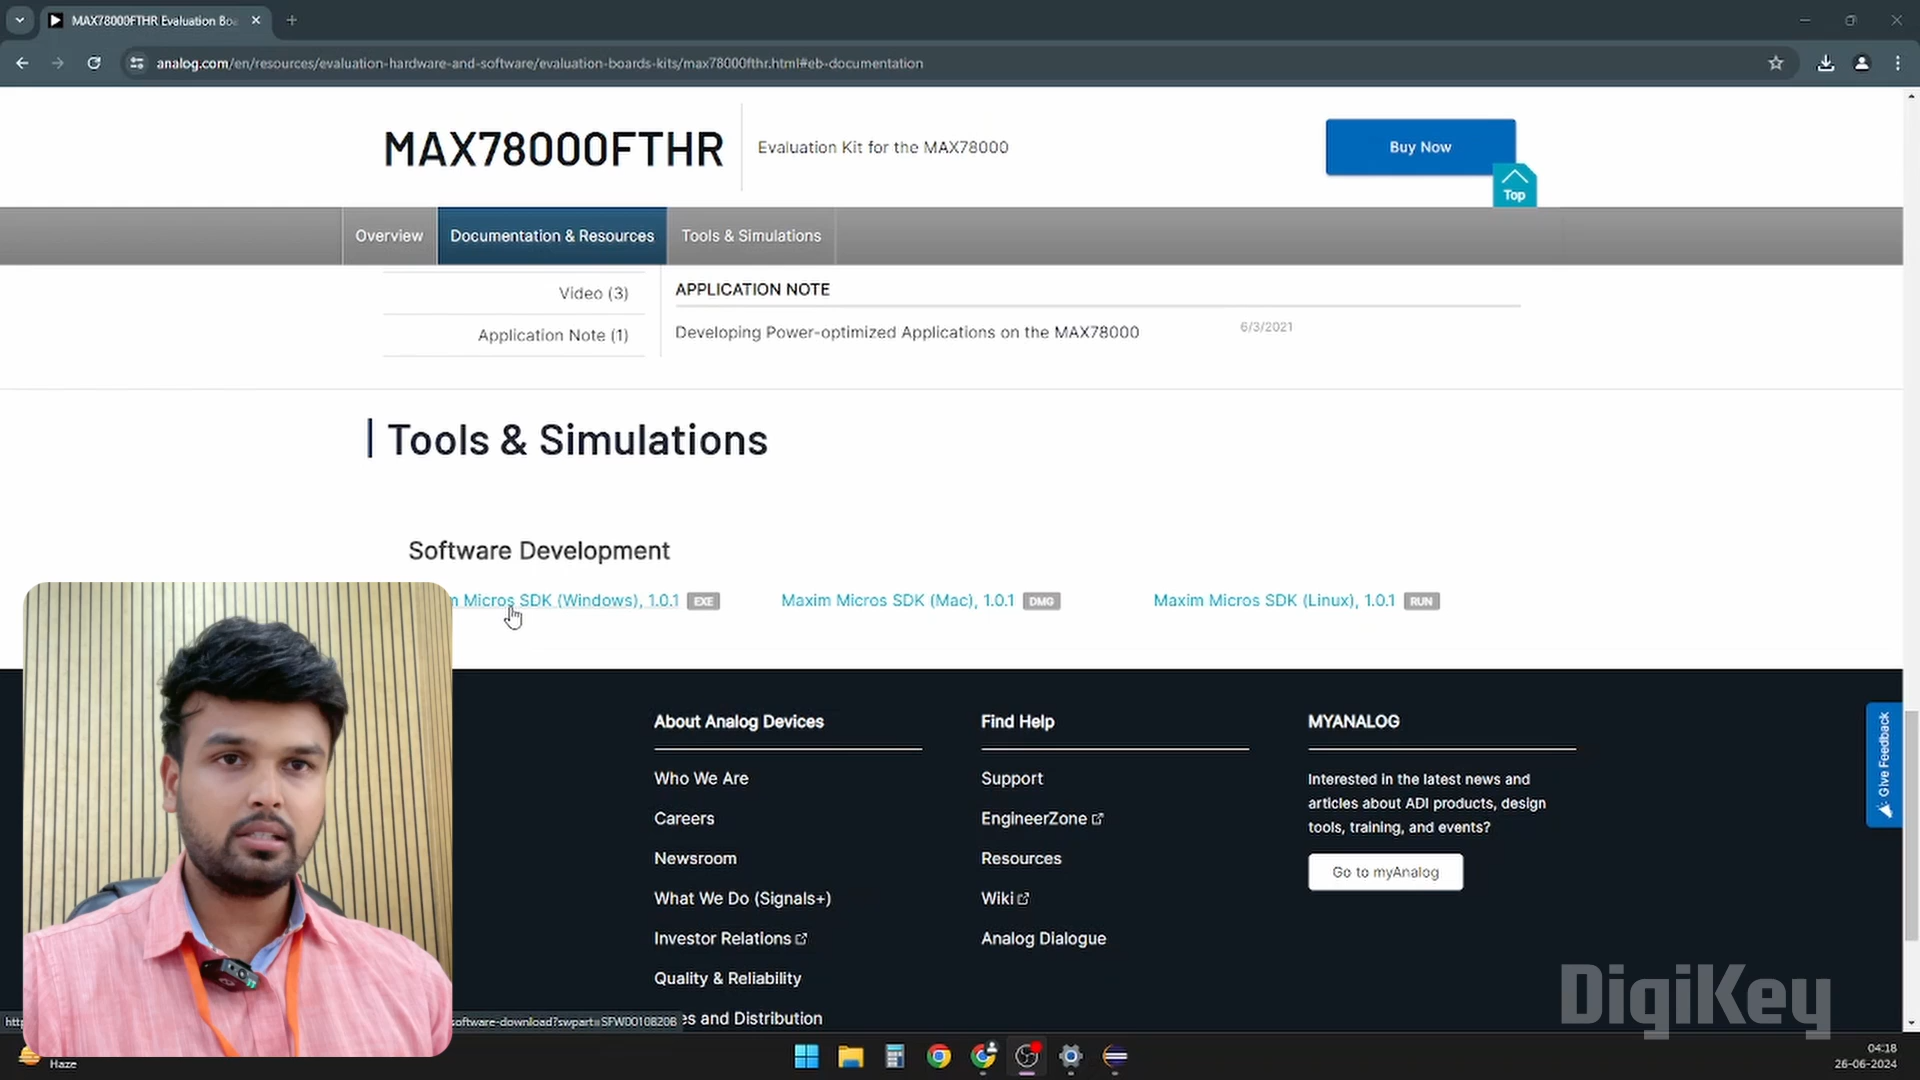 MAX78000FTHR Evaluation Boa
analog.com/en/resources/evaluation-hardware-and-software/evaluation-boards-kits/max78000fthr.html#eb-documentation
MAX78000FTHR
Evaluation Kit for the MAX78000
Buy Now
Top
Overview
Documentation & Resources
Tools & Simulations
Video (3)
Application Note (1)
APPLICATION NOTE
Developing Power-optimized Applications on the MAX78000
6/3/2021
Tools & Simulations
Software Development
m Micros SDK (Windows), 1.0.1 EXE
Maxim Micros SDK (Mac), 1.0.1 DMG
Maxim Micros SDK (Linux), 1.0.1 RUN
About Analog Devices
Who We Are
Careers
Newsroom
What We Do (Signals+)
Investor Relations
Quality & Reliability
es and Distribution
Find Help
Support
EngineerZone
Resources
Wiki
Analog Dialogue
MYANALOG
Interested in the latest news and
articles about ADI products, design
tools, training, and events?
Go to myAnalog
Give Feedback
DigiKey
software-download?swpart=SFW0010820B
Haze
04:18
26-06-2024